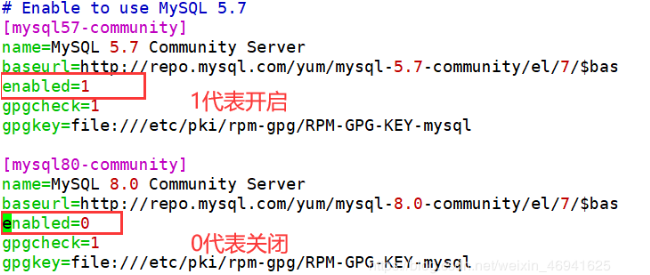 # Enable to use MySQL 5.7
[mysql57-community]
name=MySQL 5.7 Community Server
baseurl=http://repo.mysql.com/yum/mysql-5.7-community/el/7/$bas
enabled=1
gpgcheck=1
1代表开启
gpgkey=file:///etc/pki/rpm-gpg/RPM-GPG-KEY-mysql
[mysql80-community]
name=MySQL 8.0 Community Server
baseurl=http://repo.mysql.com/yum/mysql-8.0-community/el/7/$bas
enabled=0
gpgcheck=1
0代表关闭
gpgkey=file:///etc/pki/rpm-gpg/RPM-GPG-KEY-mysql
net/weixin_46941625